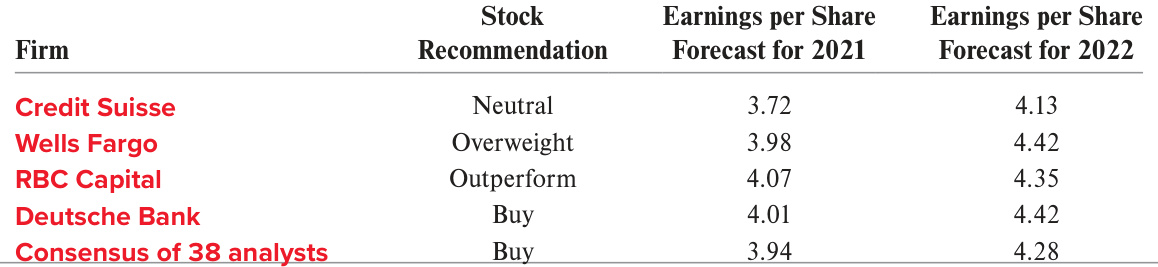 Stock Earnings per Share Earnings per Share
Firm Recommendation Forecast for 2021 Forecast for 2022
Credit Suisse Neutral 3.72 4.13
Wells Fargo Overweight 3.98 4.42
RBC Capital Outperform 4.07 4.35
Deutsche Bank Buy 4.01 4.42
Consensus of 38 analysts Buy 3.94 4.28